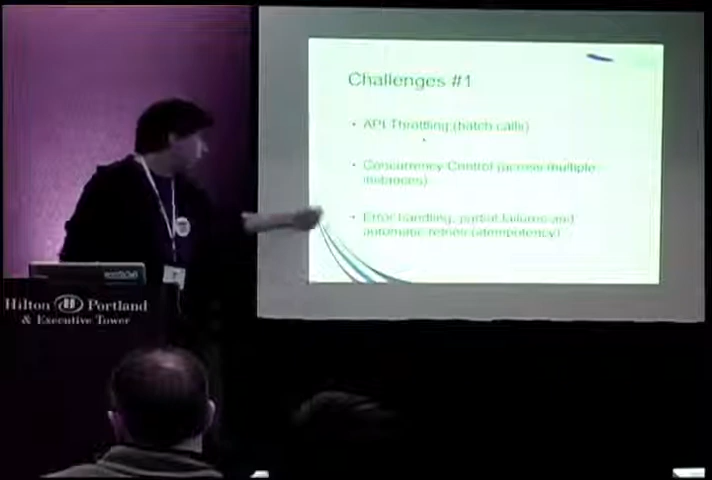 Challenges #1
• API Throttling (batch calls)
• Concurrency Control (access multiple
instances)
• Error handling, partial failures and
automatic retries (idempotency)
Hilton Portland
& Executive Tower